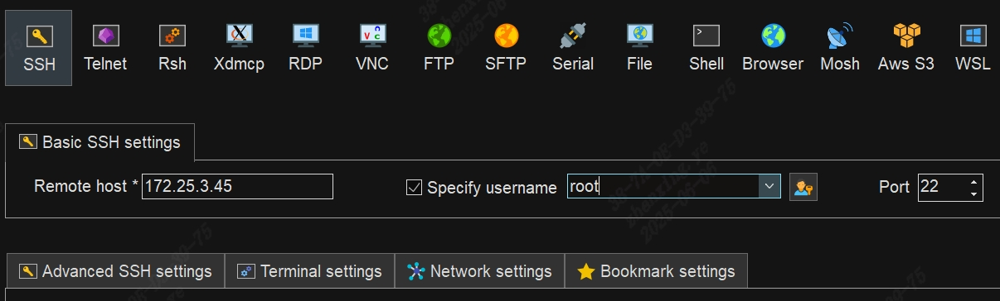 SSH Telnet Rsh Xdmcp RDP VNC FTP SFTP Serial File Shell Browser Mosh Aws S3 WSL
Basic SSH settings
Remote host * 172.25.3.45 Specify username root Port 22
Advanced SSH settings Terminal settings Network settings Bookmark settings